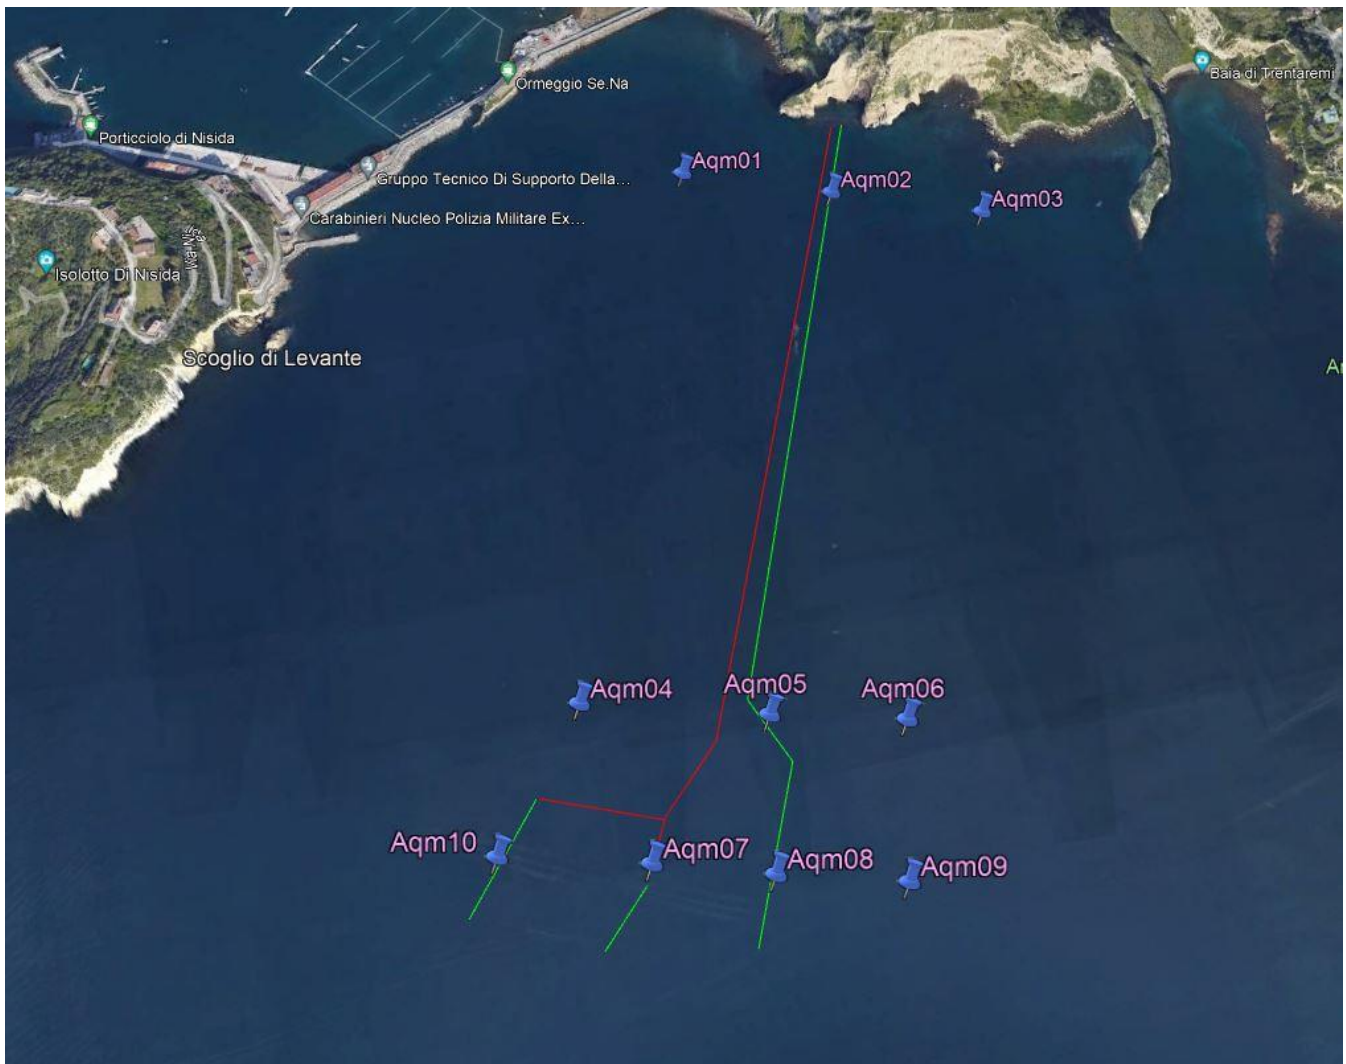 Ormeggio Se.Na
Baia di Trentaremi
Porticciolo di Nisida
Aqm01
Gruppo Tecnico Di Supporto Della...
Aqm02
Aqm03
Carabinieri Nucleo Polizia Militare Ex...
Isolotto Di Nisida
Scoglio di Levante
Aqm04
Aqm05
Aqm06
Aqm10
Aqm07
Aqm08
Aqm09